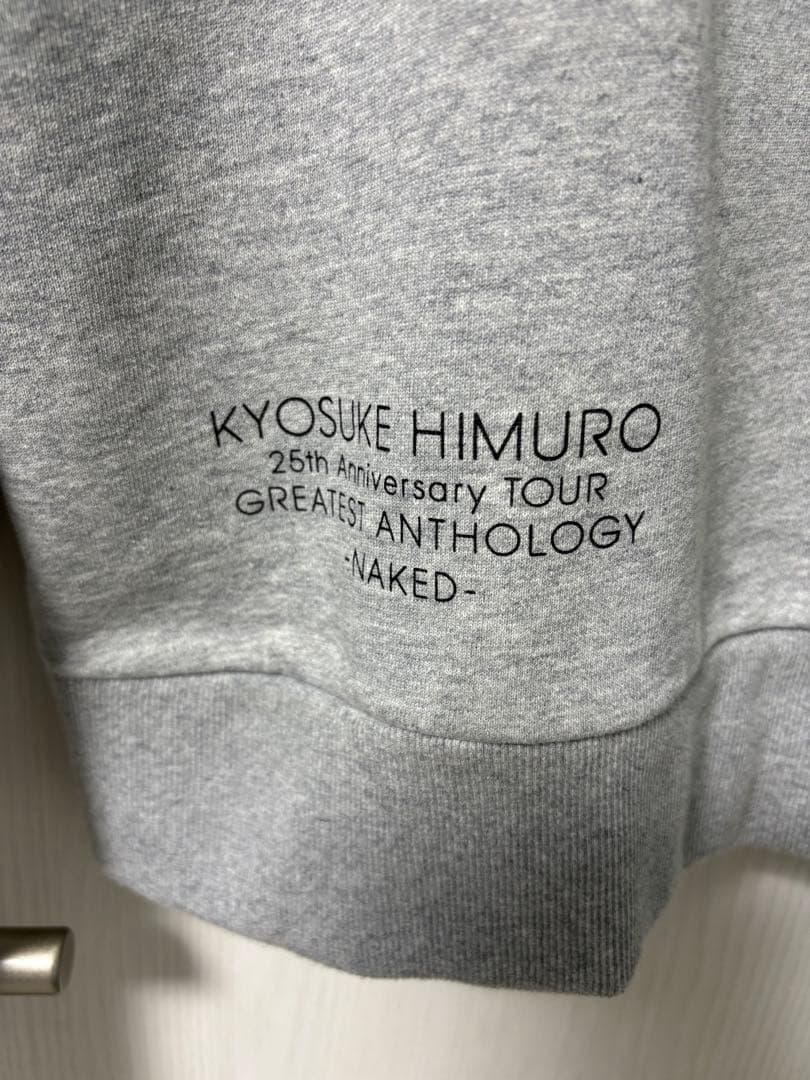 KYOSUKE HIMURO
25th Anniversary TOUR
GREATEST ANTHOLOGY
-NAKED-